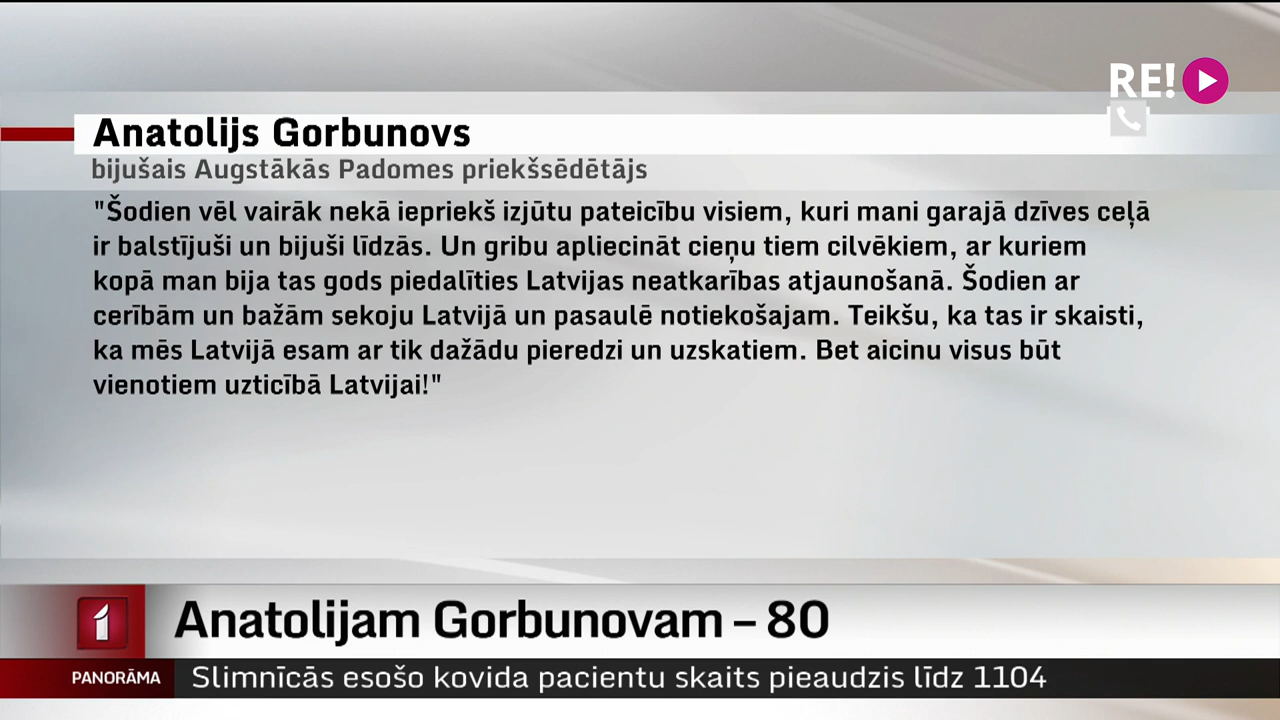 RE!
Anatolijs Gorbunovs
bijušais Augstākās Padomes priekšsēdētājs
"Šodien vēl vairāk nekā iepriekš izjūtu pateicību visiem, kuri mani garajā dzīves ceļā
ir balstījuši un bijuši līdzās. Un gribu apliecināt cieņu tiem cilvēkiem, ar kuriem
kopā man bija tas gods piedalīties Latvijas neatkarības atjaunošanā. Šodien ar
cerībām un bažām sekoju Latvijā un pasaulē notiekošajam. Teikšu, ka tas ir skaisti,
ka mēs Latvijā esam ar tik dažādu pieredzi un uzskatiem. Bet aicinu visus būt
vienotiem uzticībā Latvijai!"
1
Anatolijam Gorbunovam – 80
PANORĀMA
Slimnīcās esošo kovida pacientu skaits pieaudzis līdz 1104